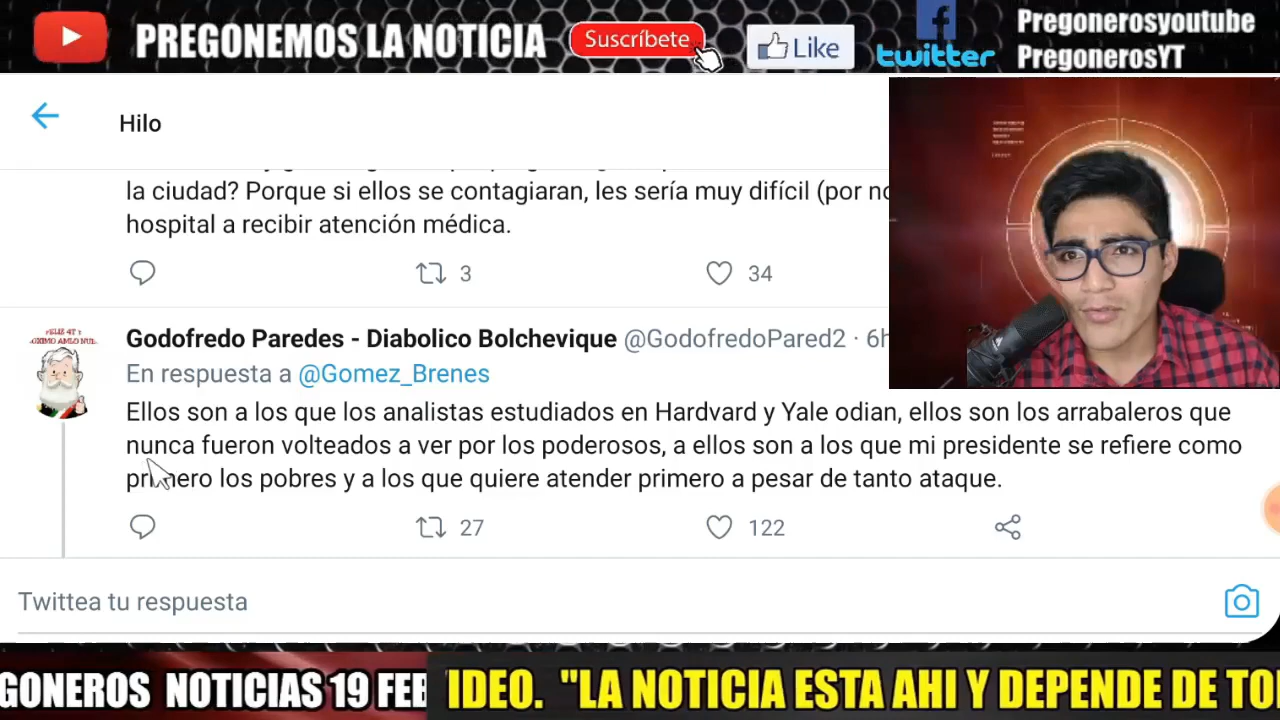 PREGONEMOS LA NOTICIA
Suscríbete
Like
twitter
Pregonerosyoutube
PregonerosYT
Hilo
la ciudad? Porque si ellos se contagiaran, les sería muy difícil (por
hospital a recibir atención médica.
3
34
FELIZ 4T Y
Godofredo Paredes - Diabolico Bolchevique @GodofredoPared2 · 6h
En respuesta a @Gomez_Brenes
Ellos son a los que los analistas estudiados en Hardvard y Yale odian, ellos son los arrabaleros que
nunca fueron volteados a ver por los poderosos, a ellos son a los que mi presidente se refiere como
primero los pobres y a los que quiere atender primero a pesar de tanto ataque.
27
122
Twittea tu respuesta
GONEROS NOTICIAS 19 FEB
IDEO. "LA NOTICIA ESTA AHI Y DEPENDE DE TO